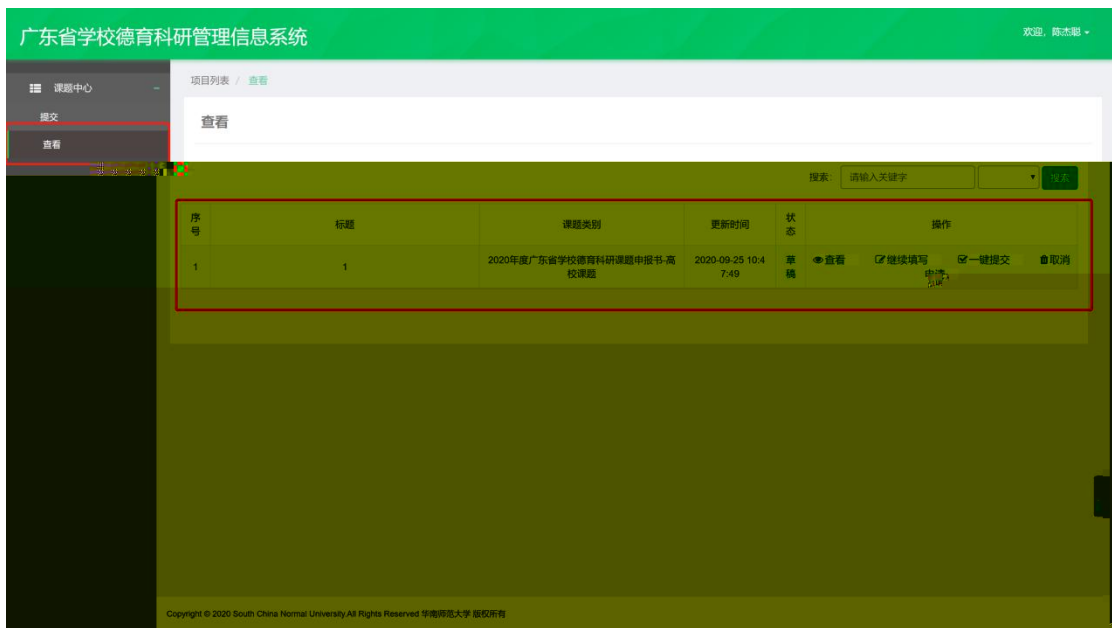 广东省学校德育科研管理信息系统
欢迎, 陈杰聪
课题中心
提交
查看
项目列表 / 查看
查看
搜索: 请输入关键字 搜索
序号 标题 课题类别 更新时间 状态 操作
1 1 2020年度广东省学校德育科研课题申报书-高 2020-09-25 10:4 草 查看 继续填写 一键提交 取消
校课题 7:49 稿 申请
Copyright © 2020 South China Normal University.All Rights Reserved 华南师范大学 版权所有